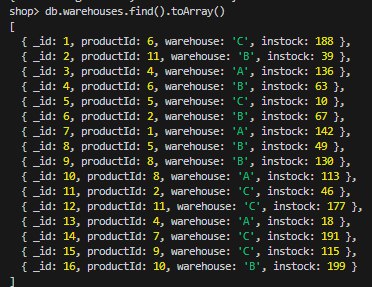 shop> db.warehouses.find().toArray()
[
  { _id: 1, productId: 6, warehouse: 'C', instock: 188 },
  { _id: 2, productId: 11, warehouse: 'B', instock: 39 },
  { _id: 3, productId: 4, warehouse: 'A', instock: 136 },
  { _id: 4, productId: 6, warehouse: 'B', instock: 63 },
  { _id: 5, productId: 5, warehouse: 'C', instock: 10 },
  { _id: 6, productId: 2, warehouse: 'B', instock: 67 },
  { _id: 7, productId: 7, warehouse: 'A', instock: 142 },
  { _id: 8, productId: 5, warehouse: 'B', instock: 49 },
  { _id: 9, productId: 8, warehouse: 'B', instock: 130 },
  { _id: 10, productId: 8, warehouse: 'A', instock: 113 },
  { _id: 11, productId: 2, warehouse: 'C', instock: 46 },
  { _id: 12, productId: 11, warehouse: 'C', instock: 177 },
  { _id: 13, productId: 4, warehouse: 'A', instock: 18 },
  { _id: 14, productId: 7, warehouse: 'C', instock: 191 },
  { _id: 15, productId: 9, warehouse: 'C', instock: 115 },
  { _id: 16, productId: 10, warehouse: 'B', instock: 199 }
]